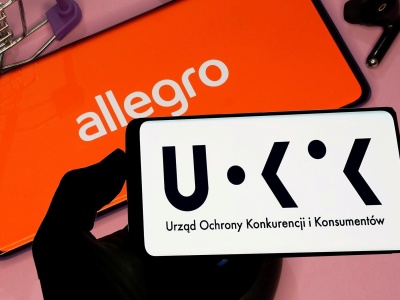 allegro
UOKiK
Urząd Ochrony Konkurencji i Konsumentów